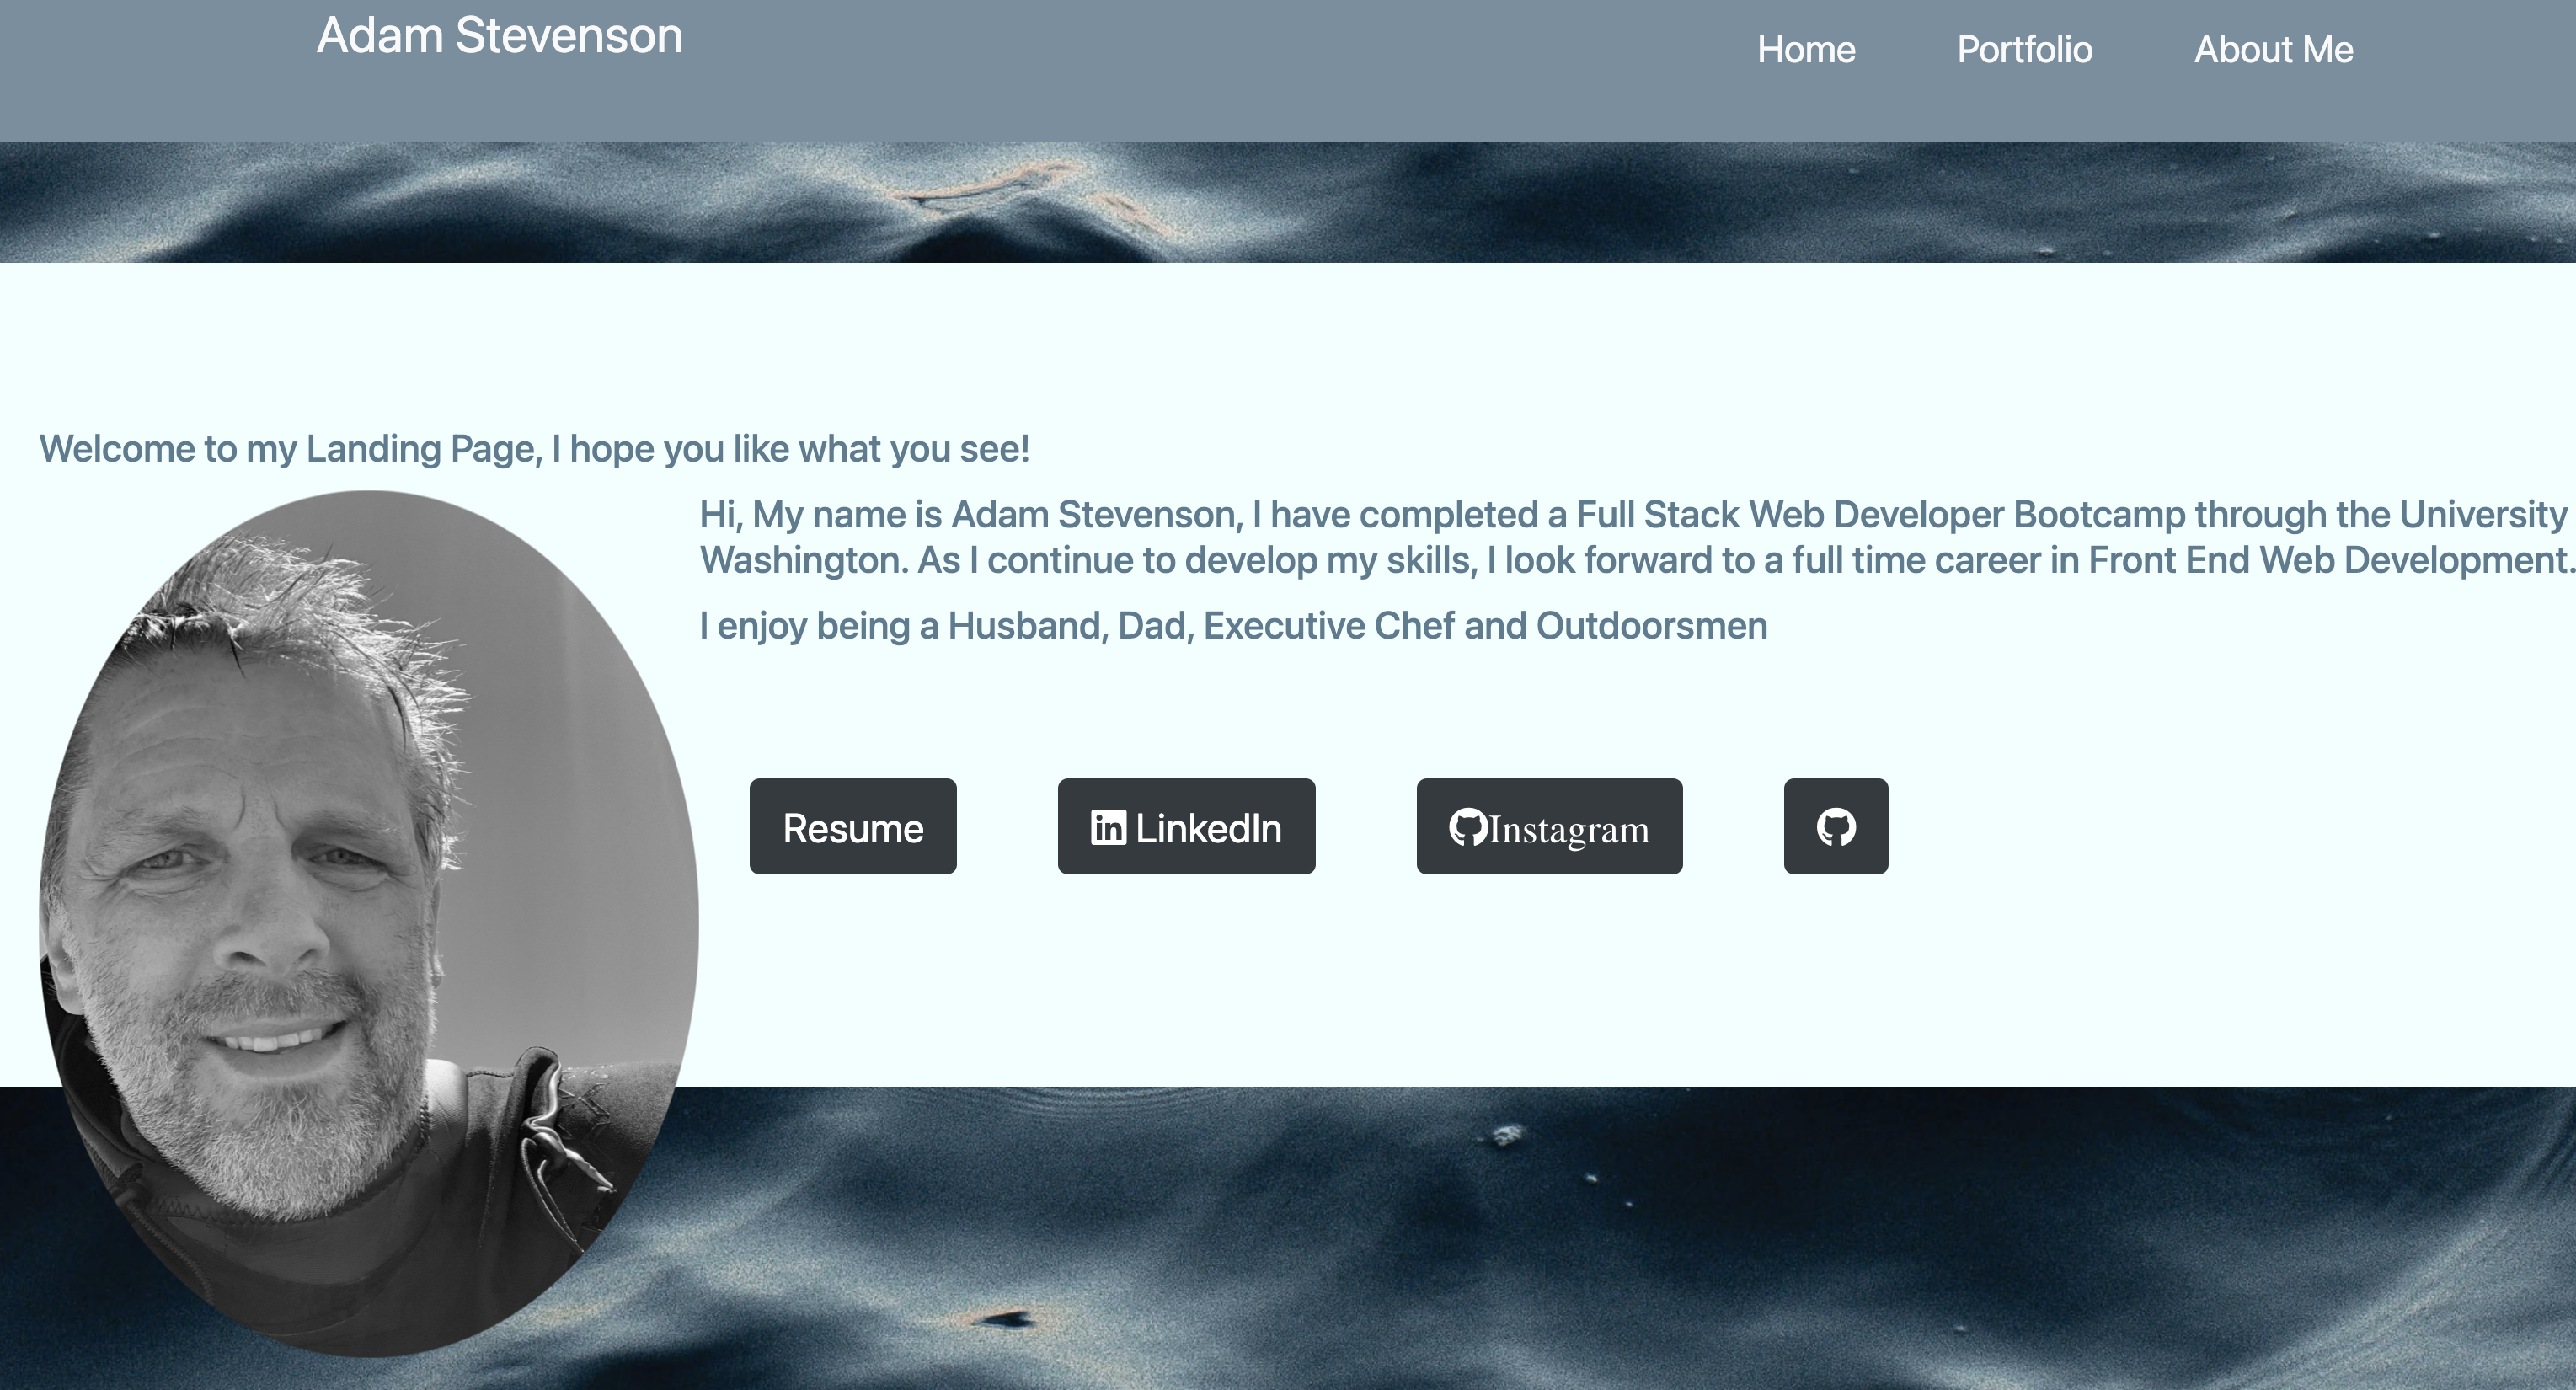 Adam Stevenson
Home Portfolio About Me
Welcome to my Landing Page, I hope you like what you see!
Hi, My name is Adam Stevenson, I have completed a Full Stack Web Developer Bootcamp through the University
Washington. As I continue to develop my skills, I look forward to a full time career in Front End Web Development.
I enjoy being a Husband, Dad, Executive Chef and Outdoorsmen
Resume in LinkedIn Instagram